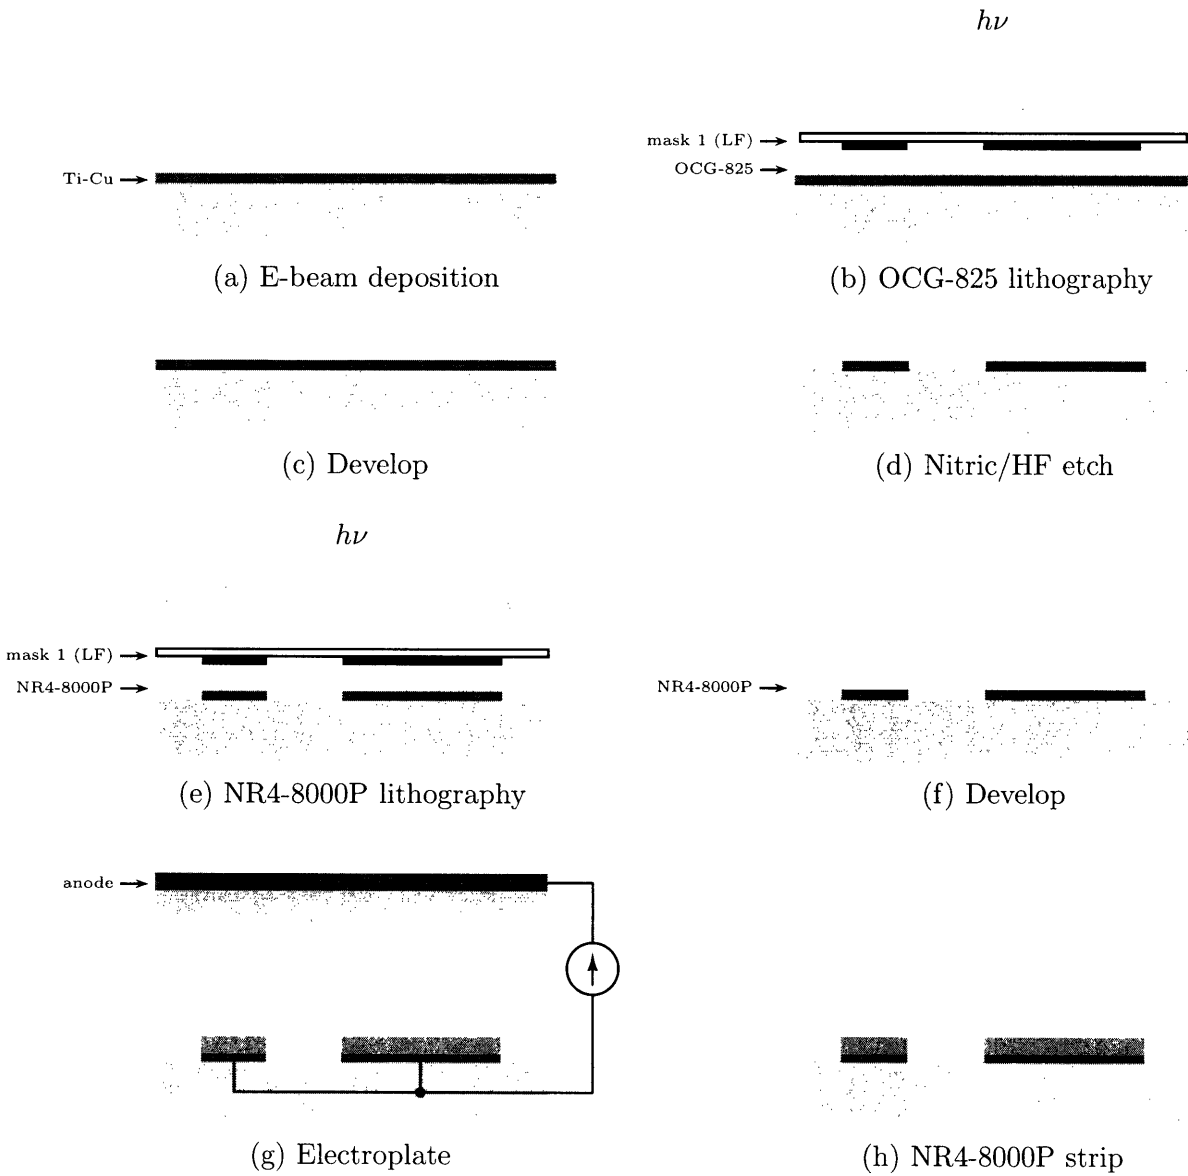 hν
mask 1 (LF)
OCG-825
Ti-Cu
(a) E-beam deposition
(b) OCG-825 lithography
(c) Develop
(d) Nitric/HF etch
hν
mask 1 (LF)
NR4-8000P
NR4-8000P
(e) NR4-8000P lithography
(f) Develop
anode
(g) Electroplate
(h) NR4-8000P strip